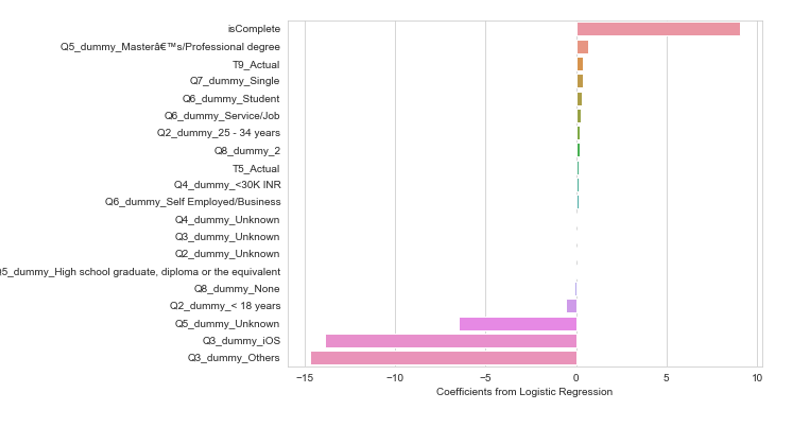 isComplete
Q5_dummy_Masterâ€™s/Professional degree
T9_Actual
Q7_dummy_Single
Q6_dummy_Student
Q6_dummy_Service/Job
Q2_dummy_25 - 34 years
Q8_dummy_2
T5_Actual
Q4_dummy_<30K INR
Q6_dummy_Self Employed/Business
Q4_dummy_Unknown
Q3_dummy_Unknown
Q2_dummy_Unknown
5_dummy_High school graduate, diploma or the equivalent
Q8_dummy_None
Q2_dummy_< 18 years
Q5_dummy_Unknown
Q3_dummy_iOS
Q3_dummy_Others
−15 −10 −5 0 5 10
Coefficients from Logistic Regression